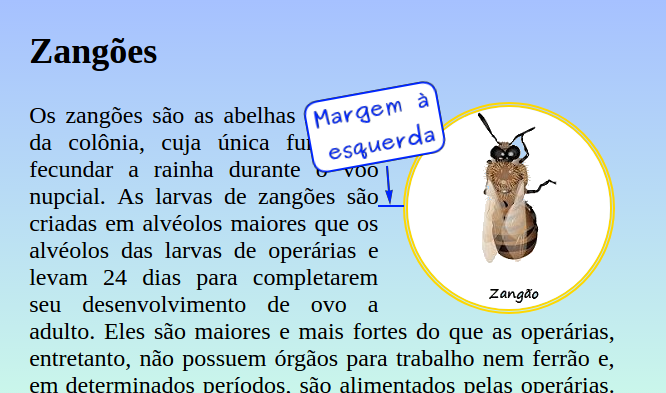 Zangões
Os zangões são as abelhas
da colônia, cuja única
fecundar a rainha durante o voo
nupcial. As larvas de zangões são
criadas em alvéolos maiores que os
alvéolos das larvas de operárias e
levam 24 dias para completarem
seu desenvolvimento de ovo a
adulto. Eles são maiores e mais fortes do que as operárias,
entretanto, não possuem órgãos para trabalho nem ferrão e,
em determinados períodos, são alimentados pelas operárias.
Margem à
esquerda
Zangão